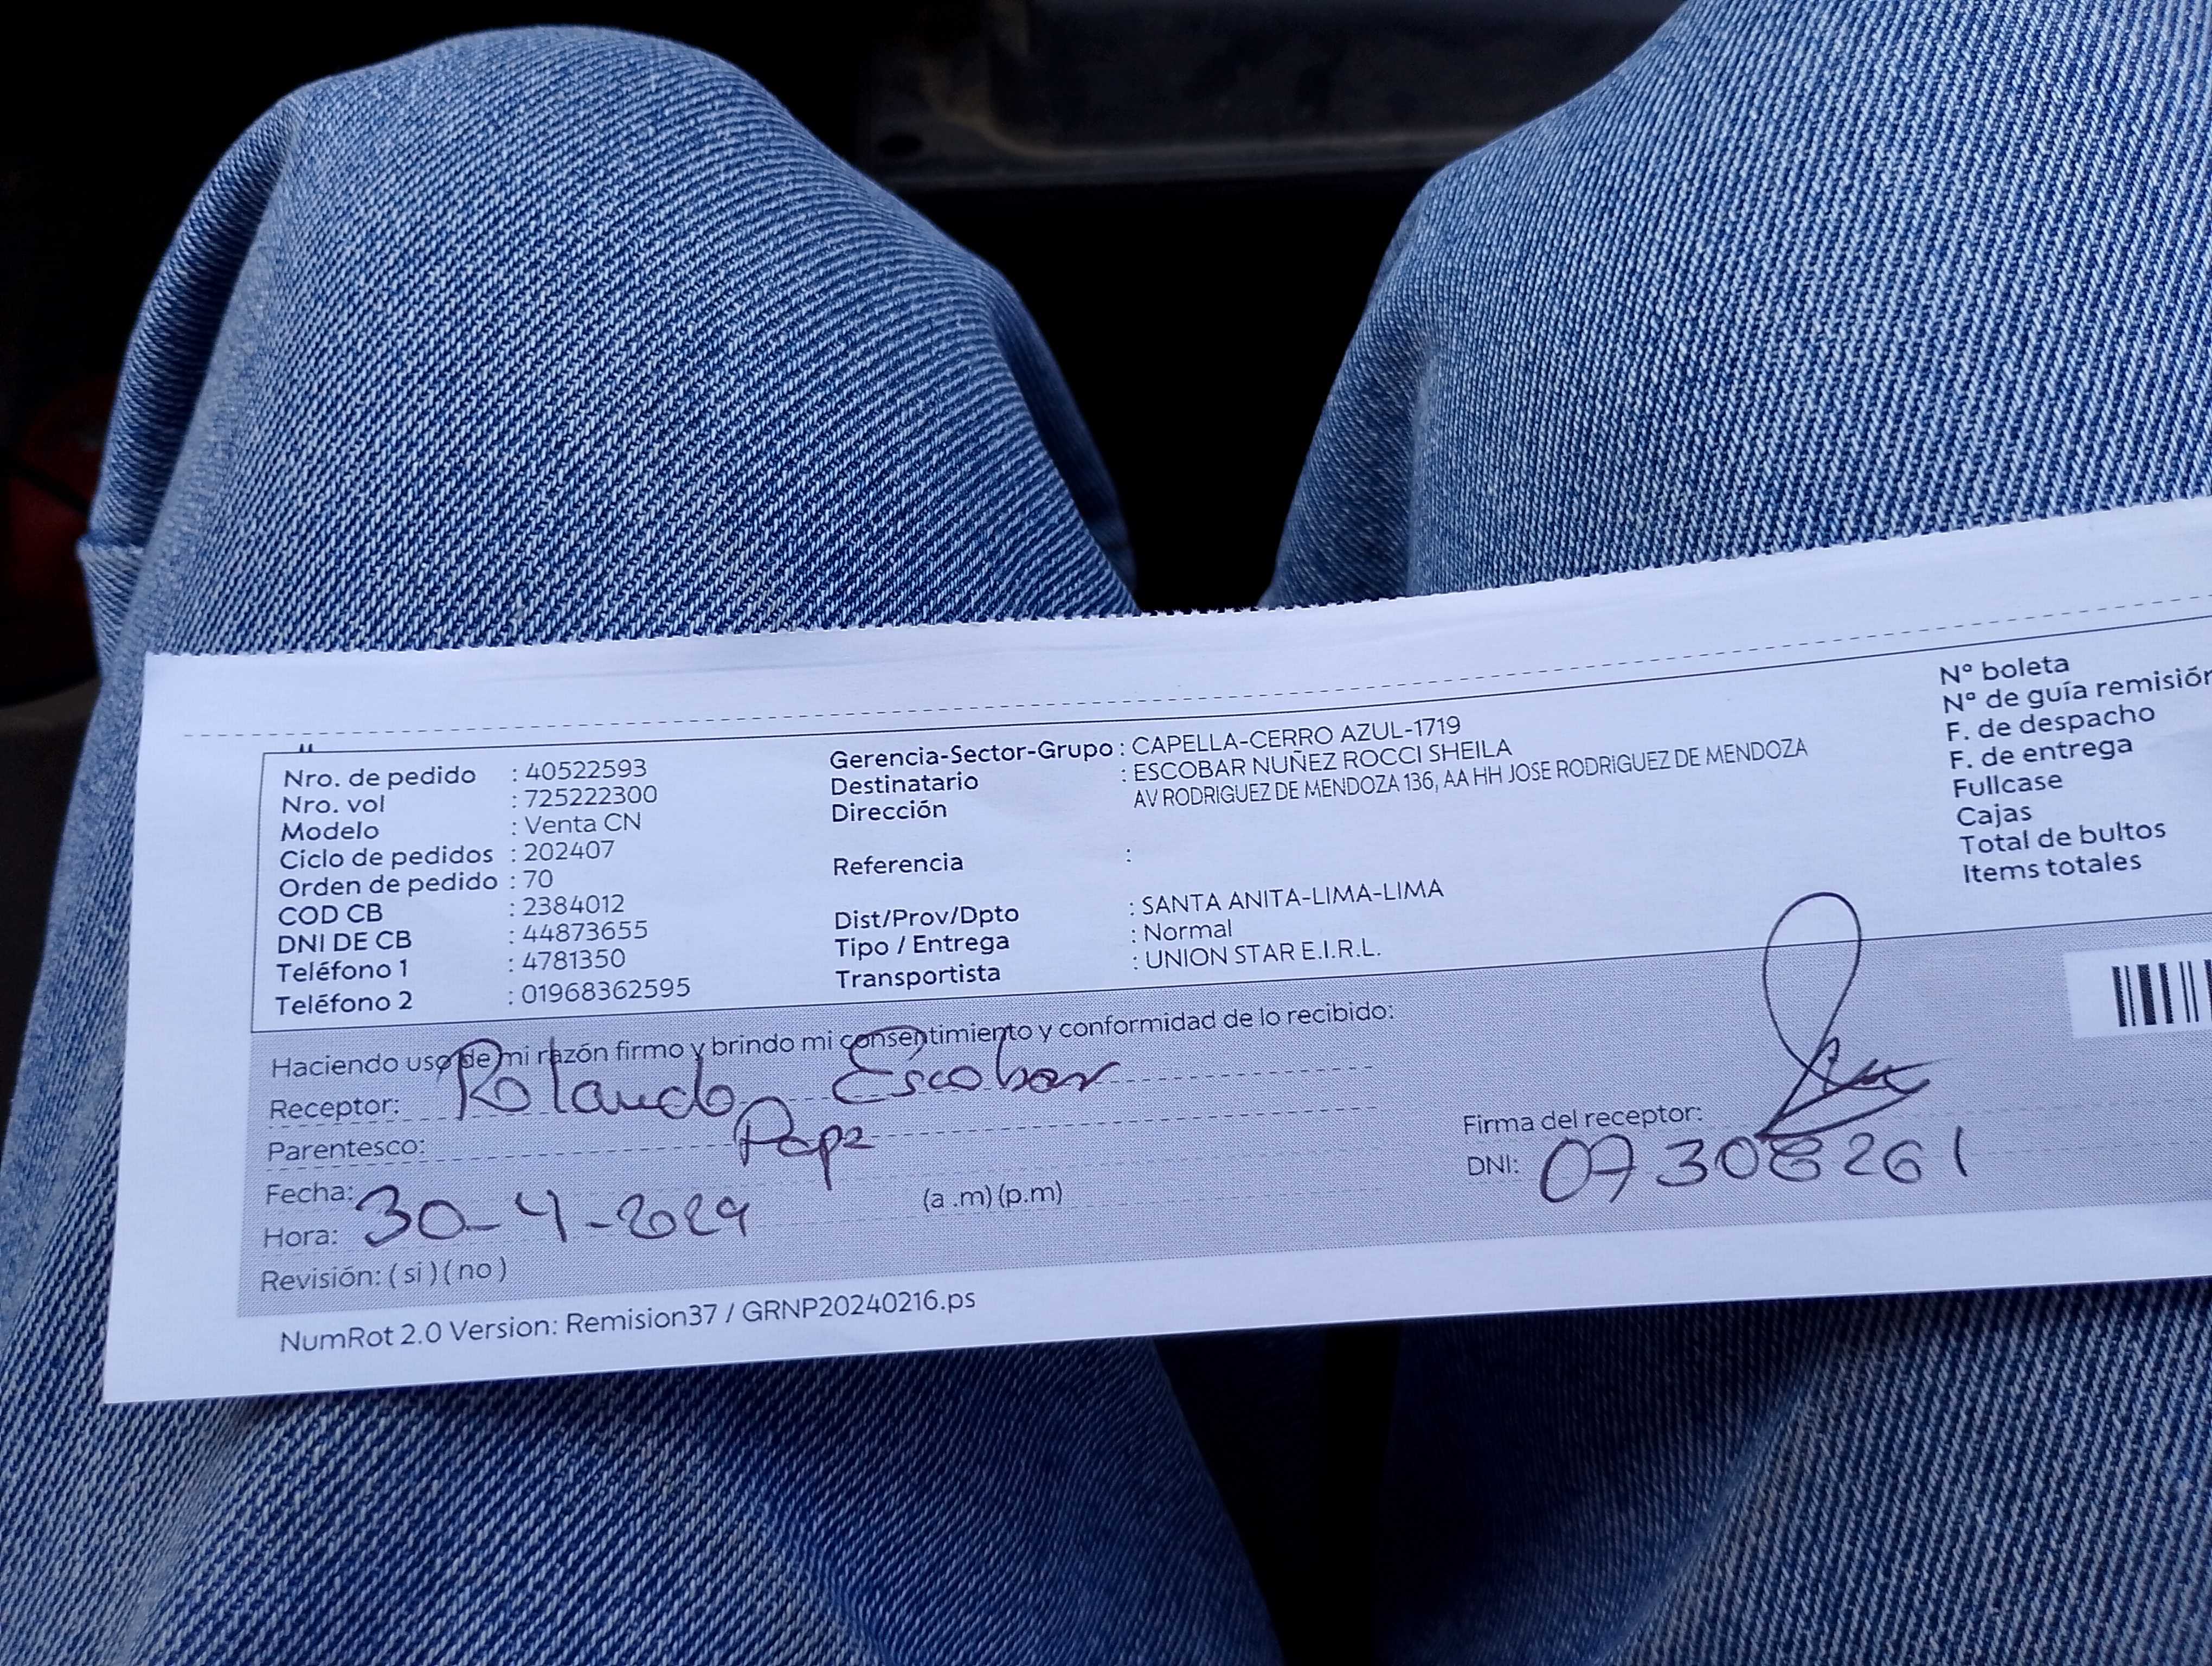 Nro. de pedido : 40522593
Nro. vol : 725222300
Modelo : Venta CN
Ciclo de pedidos : 202407
Orden de pedido : 70
COD CB : 2384012
DNI DE CB : 44873655
Teléfono 1 : 4781350
Teléfono 2 : 01968362595
Gerencia-Sector-Grupo : CAPELLA-CERRO AZUL-1719
Destinatario : ESCOBAR NUÑEZ ROCCI SHEILA
Dirección AV RODRIGUEZ DE MENDOZA 136, AA HH JOSE RODRIGUEZ DE MENDOZA
Referencia :
Dist/Prov/Dpto : SANTA ANITA-LIMA-LIMA
Tipo / Entrega : Normal
Transportista : UNION STAR E.I.R.L.
N° boleta
N° de guía remisión
F. de despacho
F. de entrega
Fullcase
Cajas
Total de bultos
Items totales
Haciendo uso de mi razón firmo y brindo mi consentimiento y conformidad de lo recibido:
Receptor: Rolando Escobar
Parentesco: Papa
Fecha: 30-4-2024
Hora: (a .m) (p.m)
Revisión: ( si ) ( no )
Firma del receptor:
DNI: 07308261
NumRot 2.0 Version: Remision37 / GRNP20240216.ps